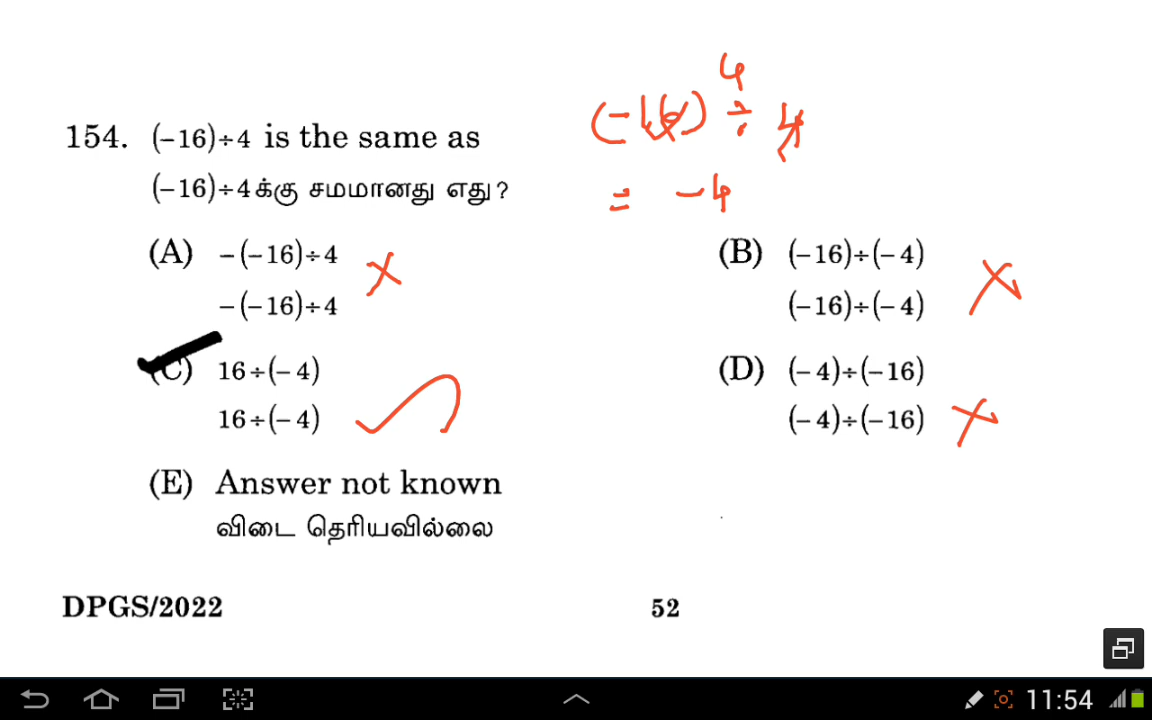 154. (−16)÷4 is the same as
(−16)÷4க்கு சமமானது எது?
(−16) ÷ 4
4
= −4
(A) −(−16)÷4
−(−16)÷4
(B) (−16)÷(−4)
(−16)÷(−4)
(C) 16÷(−4)
16÷(−4)
(D) (−4)÷(−16)
(−4)÷(−16)
(E) Answer not known
விடை தெரியவில்லை
DPGS/2022
52
11:54